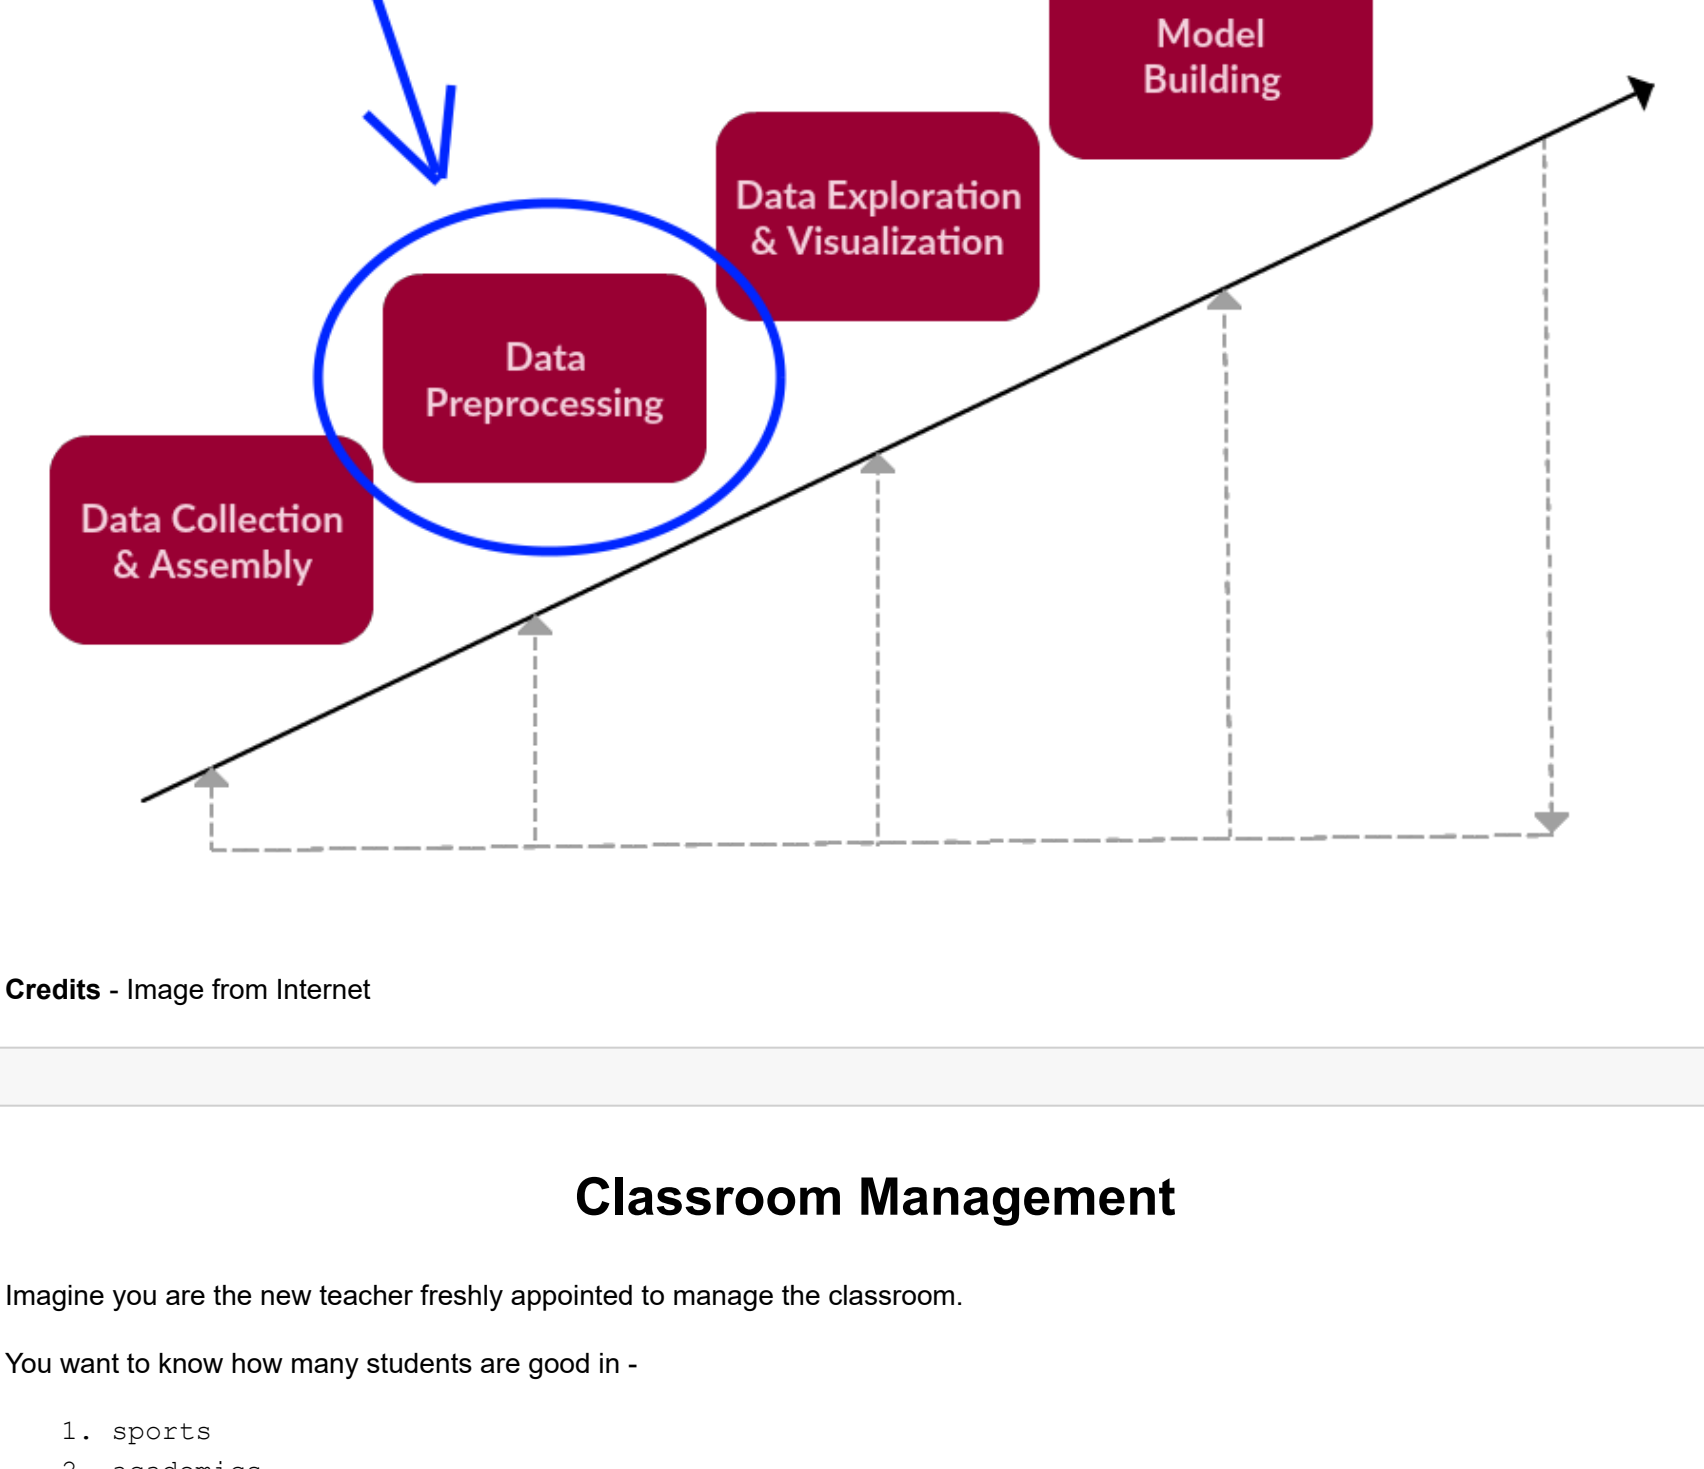 Model
Building
Data Exploration
& Visualization
Data
Preprocessing
Data Collection
& Assembly
Credits - Image from Internet
Classroom Management
Imagine you are the new teacher freshly appointed to manage the classroom.
You want to know how many students are good in -
1. sports
2. academics